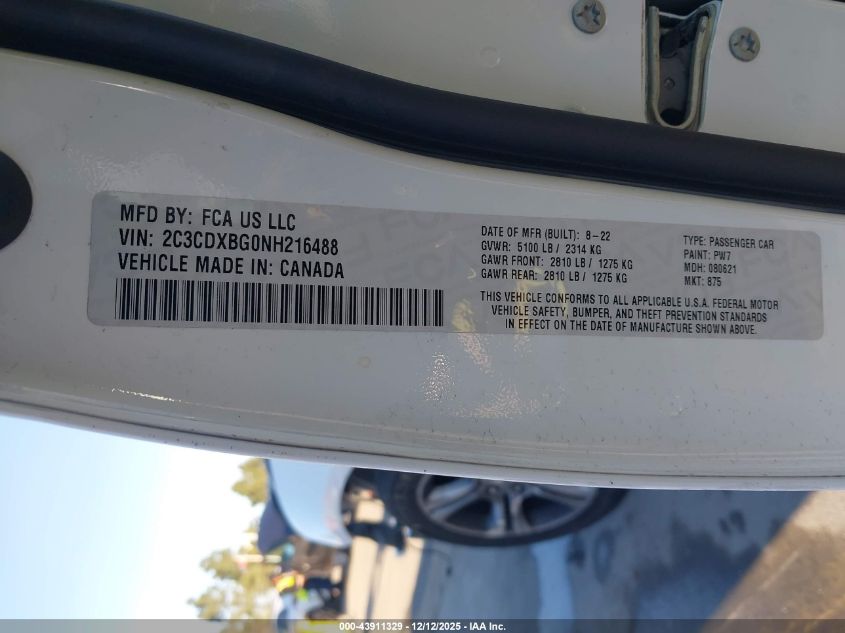 MFD BY: FCA US LLC
VIN: 2C3CDXBG0NH216488
VEHICLE MADE IN: CANADA
DATE OF MFR (BUILT): 8-22
GVWR: 5100 LB / 2314 KG
GAWR FRONT: 2810 LB / 1275 KG
GAWR REAR: 2810 LB / 1275 KG
TYPE: PASSENGER CAR
PAINT: PW7
MDH: 080621
MKT: 875
THIS VEHICLE CONFORMS TO ALL APPLICABLE U.S.A. FEDERAL MOTOR
VEHICLE SAFETY, BUMPER, AND THEFT PREVENTION STANDARDS
IN EFFECT ON THE DATE OF MANUFACTURE SHOWN ABOVE.
000-43911329 - 12/12/2025 - IAA Inc.